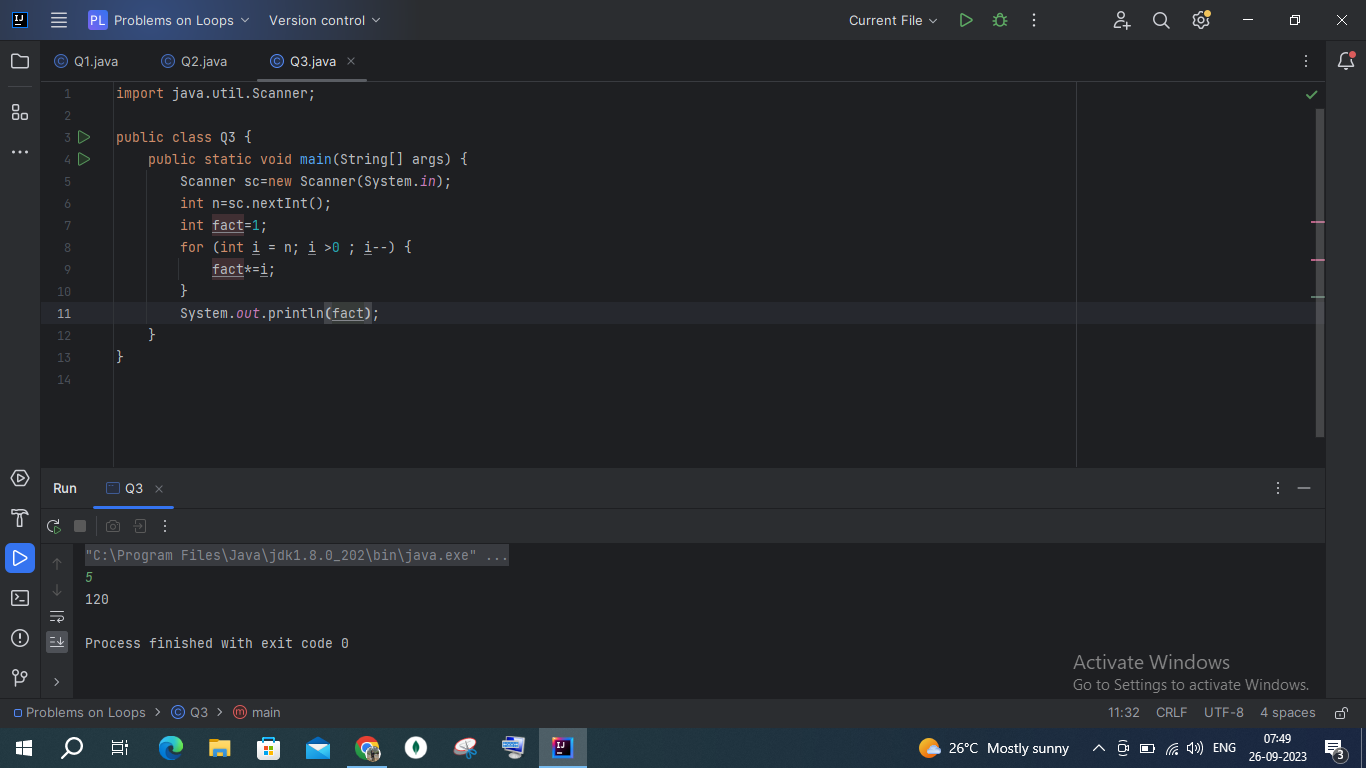 PL Problems on Loops Version control Current File
Q1.java Q2.java Q3.java
1 import java.util.Scanner;
2
3 public class Q3 {
4 public static void main(String[] args) {
5 Scanner sc=new Scanner(System.in);
6 int n=sc.nextInt();
7 int fact=1;
8 for (int i = n; i >0 ; i--) {
9 fact*=i;
10 }
11 System.out.println(fact);
12 }
13 }
14
Run Q3
"C:\Program Files\Java\jdk1.8.0_202\bin\java.exe" ...
5
120
Process finished with exit code 0
Activate Windows
Go to Settings to activate Windows.
Problems on Loops > Q3 > main 11:32 CRLF UTF-8 4 spaces
26°C Mostly sunny ENG 07:49
26-09-2023 3